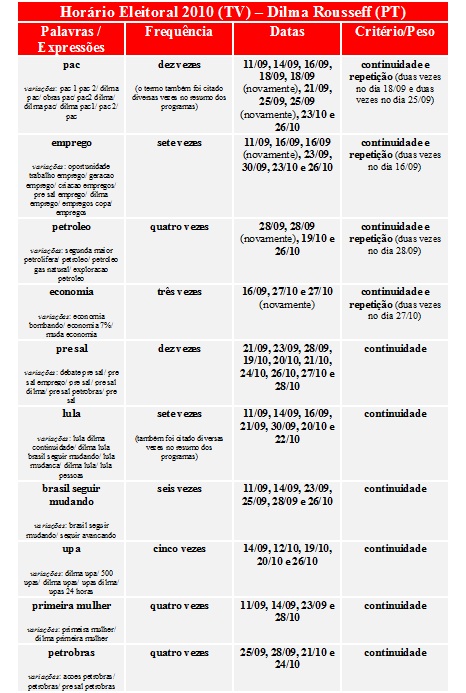 Horário Eleitoral 2010 (TV) – Dilma Rousseff (PT)
Palavras / Expressões Frequência Datas Critério/Peso
pac
variações: pac 1 pac 2/ dilma
pac/ obras pac/ pac2 dilma/
dilma pac/ dilma pac1/ pac 2/
pac
dez vezes
(o termo também foi citado
diversas vezes no resumo dos
programas)
11/09, 14/09, 16/09,
18/09, 18/09
(novamente), 21/09,
25/09, 25/09
(novamente), 23/10 e
26/10
continuidade e
repetição (duas vezes
no dia 18/09 e duas
vezes no dia 25/09)
emprego
variações: oportunidade
trabalho emprego/ geracao
emprego/ criacao empregos/
pre sal emprego/ dilma
emprego/ empregos copa/
empregos
sete vezes
11/09, 16/09, 16/09
(novamente), 23/09,
30/09, 23/10 e 26/10
continuidade e
repetição (duas vezes
no dia 16/09)
petroleo
variações: segunda maior
petrolifera/ petroleo/ petroleo
gas natural/ exploracao
petroleo
quatro vezes
28/09, 28/09
(novamente), 19/10 e
26/10
continuidade e
repetição (duas vezes
no dia 28/09)
economia
variações: economia
bombando/ economia 7%/
muda economia
três vezes
16/09, 27/10 e 27/10
(novamente)
continuidade e
repetição (duas vezes
no dia 27/10)
pre sal
variações: debate pre sal/ pre
sal emprego/ pre sal/ pre sal
dilma/ pre sal petrobras/ pre
sal
dez vezes
21/09, 23/09, 28/09,
19/10, 20/10, 21/10,
24/10, 26/10, 27/10 e
28/10
continuidade
lula
variações: lula dilma
continuidade/ dilma lula
brasil seguir mudando/ lula
mudanca/ dilma lula/ lula
pessoas
sete vezes
(também foi citado diversas
vezes no resumo dos
programas)
11/09, 14/09, 16/09,
21/09, 30/09, 20/10 e
22/10
continuidade
brasil seguir
mudando
variações: brasil seguir
mudando/ seguir avancando
seis vezes
11/09, 14/09, 23/09,
25/09, 28/09 e 26/10
continuidade
upa
variações: dilma upa/ 500
upas/ dilma upas/ upas dilma/
upas 24 horas
cinco vezes
14/09, 12/10, 19/10,
20/10 e 26/10
continuidade
primeira mulher
variações: primeira mulher/
dilma primeira mulher
quatro vezes
11/09, 14/09, 23/09 e
28/10
continuidade
petrobras
variações: acoes petrobras/
petrobras/ pre sal petrobras
quatro vezes
25/09, 28/09, 21/10 e
24/10
continuidade